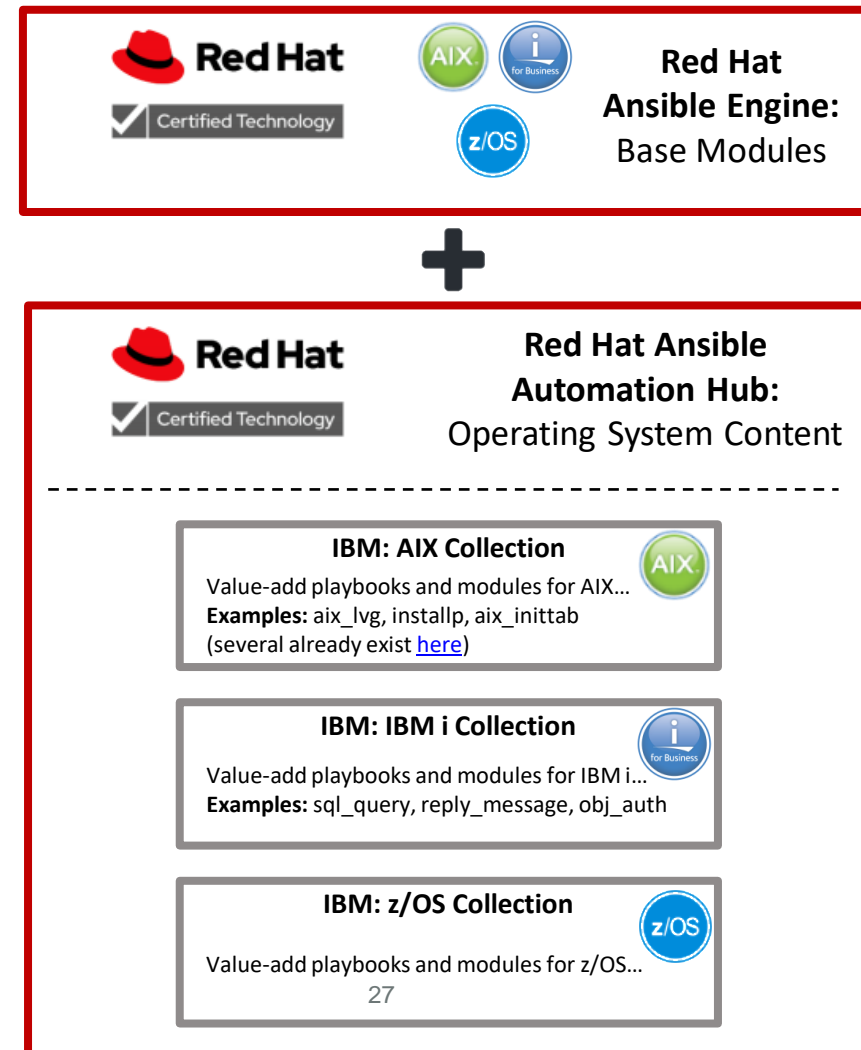 Red Hat
Certified Technology
AIX
i
for Business
z/OS
Red Hat
Ansible Engine:
Base Modules
Red Hat
Certified Technology
Red Hat Ansible
Automation Hub:
Operating System Content
IBM: AIX Collection
AIX
Value-add playbooks and modules for AIX…
Examples: aix_lvg, installp, aix_inittab
(several already exist here)
IBM: IBM i Collection
i
for Business
Value-add playbooks and modules for IBM i…
Examples: sql_query, reply_message, obj_auth
IBM: z/OS Collection
z/OS
Value-add playbooks and modules for z/OS…
27